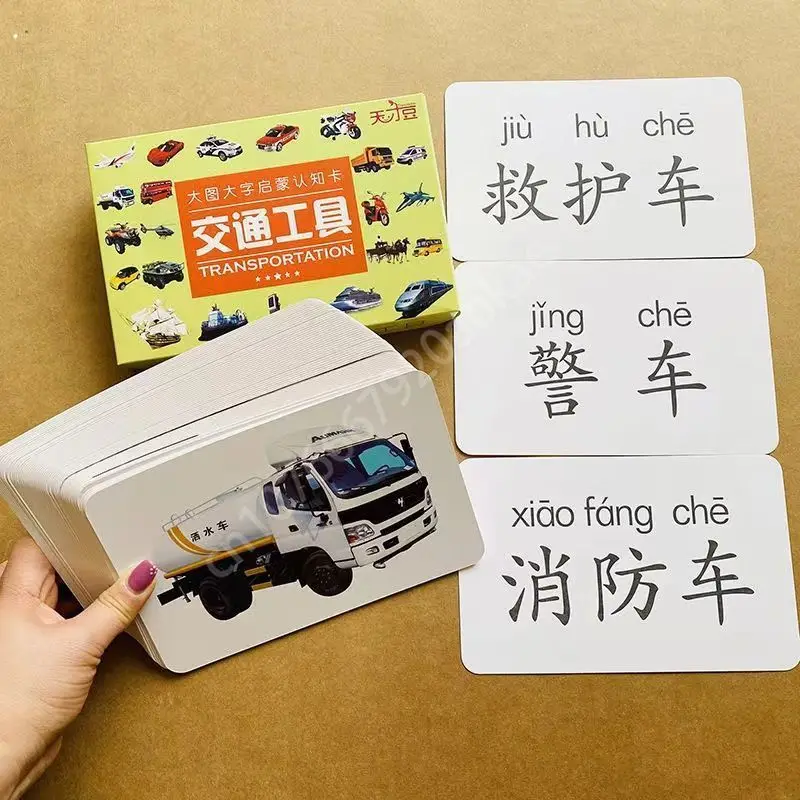 天才豆
大图大字启蒙认知卡
交通工具
TRANSPORTATION
jiù hù chē
救护车
jǐng chē
警车
xiāo fáng chē
消防车
洒水车